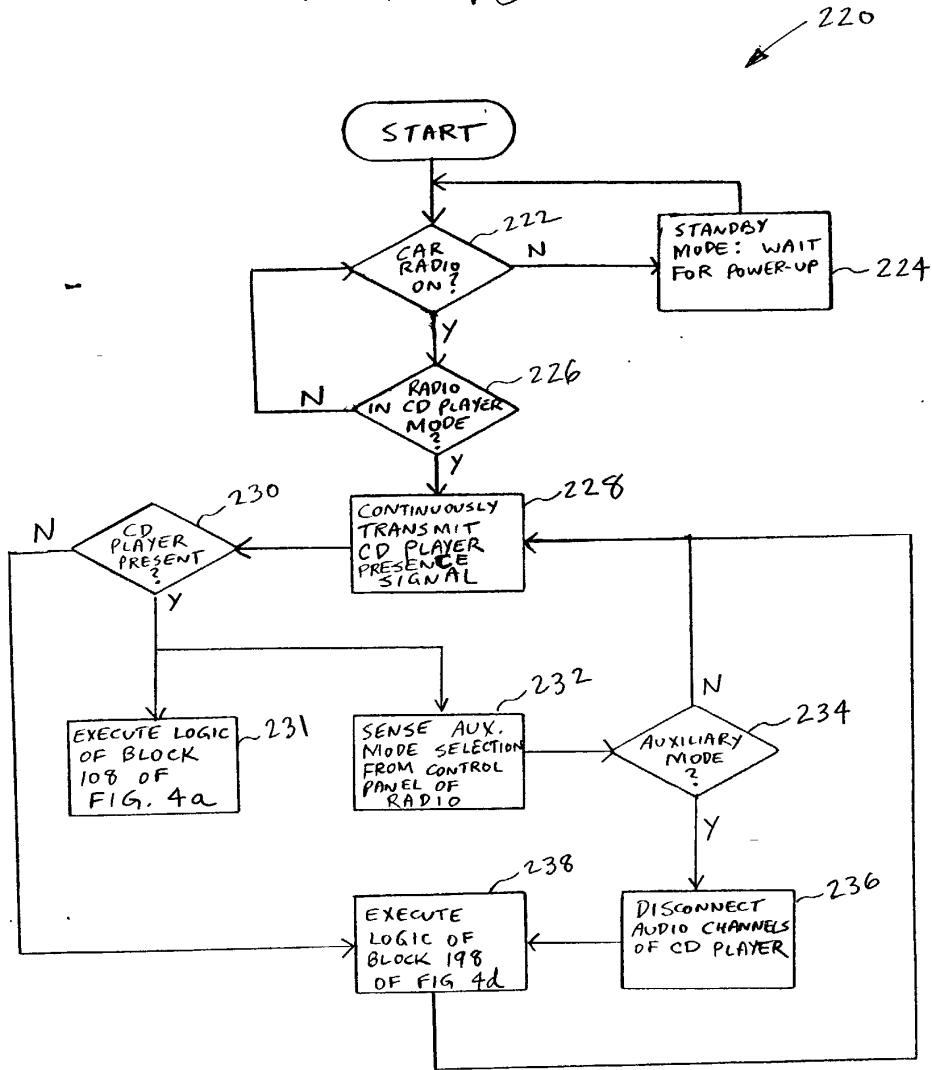 220
START
222
CAR
RADIO
ON?
N
STANDBY
MODE: WAIT
FOR POWER-UP
224
Y
226
RADIO
IN CD PLAYER
MODE
?
N
Y
228
CONTINUOUSLY
TRANSMIT
CD PLAYER
PRESENCE
SIGNAL
230
N
CD
PLAYER
PRESENT
?
Y
231
EXECUTE LOGIC
OF BLOCK
108 OF
FIG. 4a
232
SENSE AUX.
MODE SELECTION
FROM CONTROL
PANEL OF
RADIO
N
234
AUXILIARY
MODE
?
Y
238
EXECUTE
LOGIC OF
BLOCK 198
OF FIG 4d
236
DISCONNECT
AUDIO CHANNELS
OF CD PLAYER